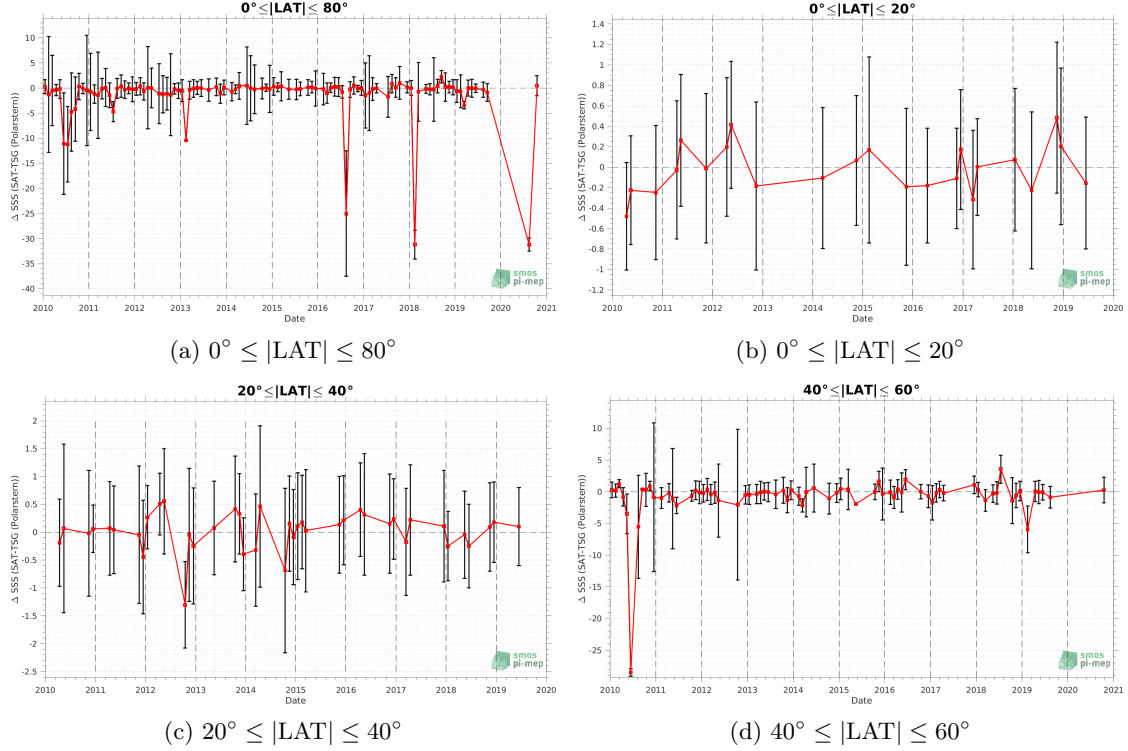 0°≤|LAT|≤ 80°
Δ SSS (SAT-TSG (Polarstern))
10
5
0
-5
-10
-15
-20
-25
-30
-35
-40
2010 2011 2012 2013 2014 2015 2016 2017 2018 2019 2020 2021
Date
smos
pi-mep
(a) 0° ≤ |LAT| ≤ 80°
0°≤|LAT|≤ 20°
Δ SSS (SAT-TSG (Polarstern))
1.4
1.2
1
0.8
0.6
0.4
0.2
0
-0.2
-0.4
-0.6
-0.8
-1
-1.2
2010 2011 2012 2013 2014 2015 2016 2017 2018 2019 2020
Date
smos
pi-mep
(b) 0° ≤ |LAT| ≤ 20°
20°≤|LAT|≤ 40°
Δ SSS (SAT-TSG (Polarstern))
2
1.5
1
0.5
0
-0.5
-1
-1.5
-2
-2.5
2010 2011 2012 2013 2014 2015 2016 2017 2018 2019 2020
Date
smos
pi-mep
(c) 20° ≤ |LAT| ≤ 40°
40°≤|LAT|≤ 60°
Δ SSS (SAT-TSG (Polarstern))
10
5
0
-5
-10
-15
-20
-25
2010 2011 2012 2013 2014 2015 2016 2017 2018 2019 2020 2021
Date
smos
pi-mep
(d) 40° ≤ |LAT| ≤ 60°